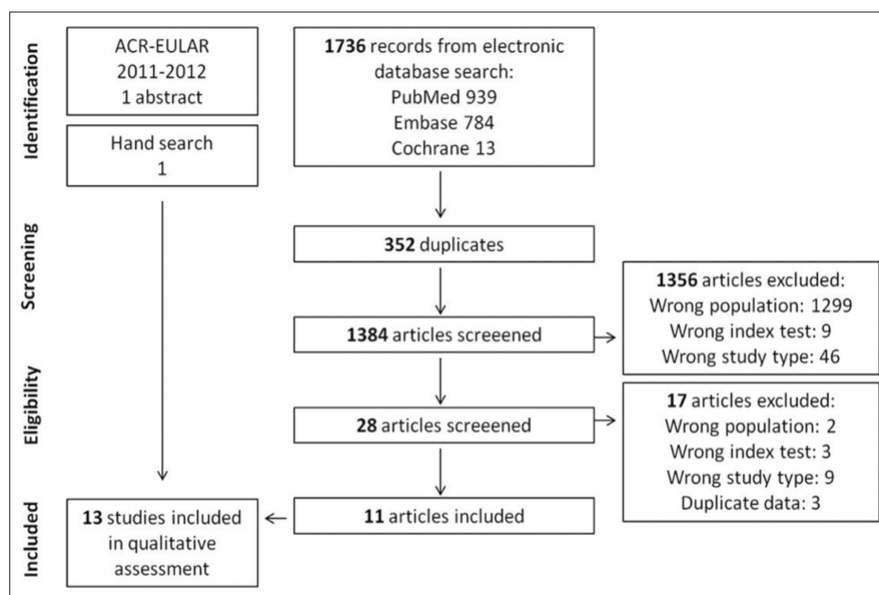 Identification
ACR-EULAR
2011-2012
1 abstract
Hand search
1
1736 records from electronic
database search:
PubMed 939
Embase 784
Cochrane 13
Screening
352 duplicates
1384 articles screeened
1356 articles excluded:
Wrong population: 1299
Wrong index test: 9
Wrong study type: 46
Eligibility
28 articles screeened
17 articles excluded:
Wrong population: 2
Wrong index test: 3
Wrong study type: 9
Duplicate data: 3
Included
13 studies included
in qualitative
assessment
11 articles included